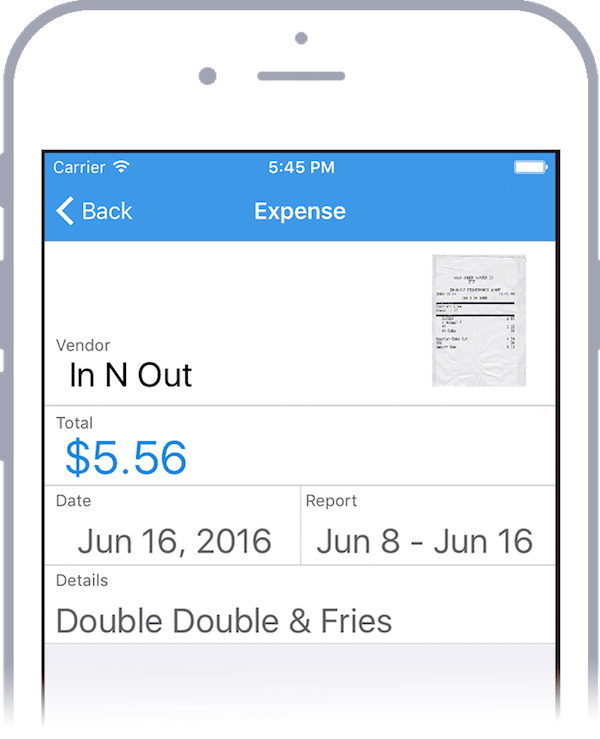 Carrier 5:45 PM
Back Expense
Vendor
In N Out
Total
$5.56
Date Report
Jun 16, 2016 Jun 8 - Jun 16
Details
Double Double & Fries